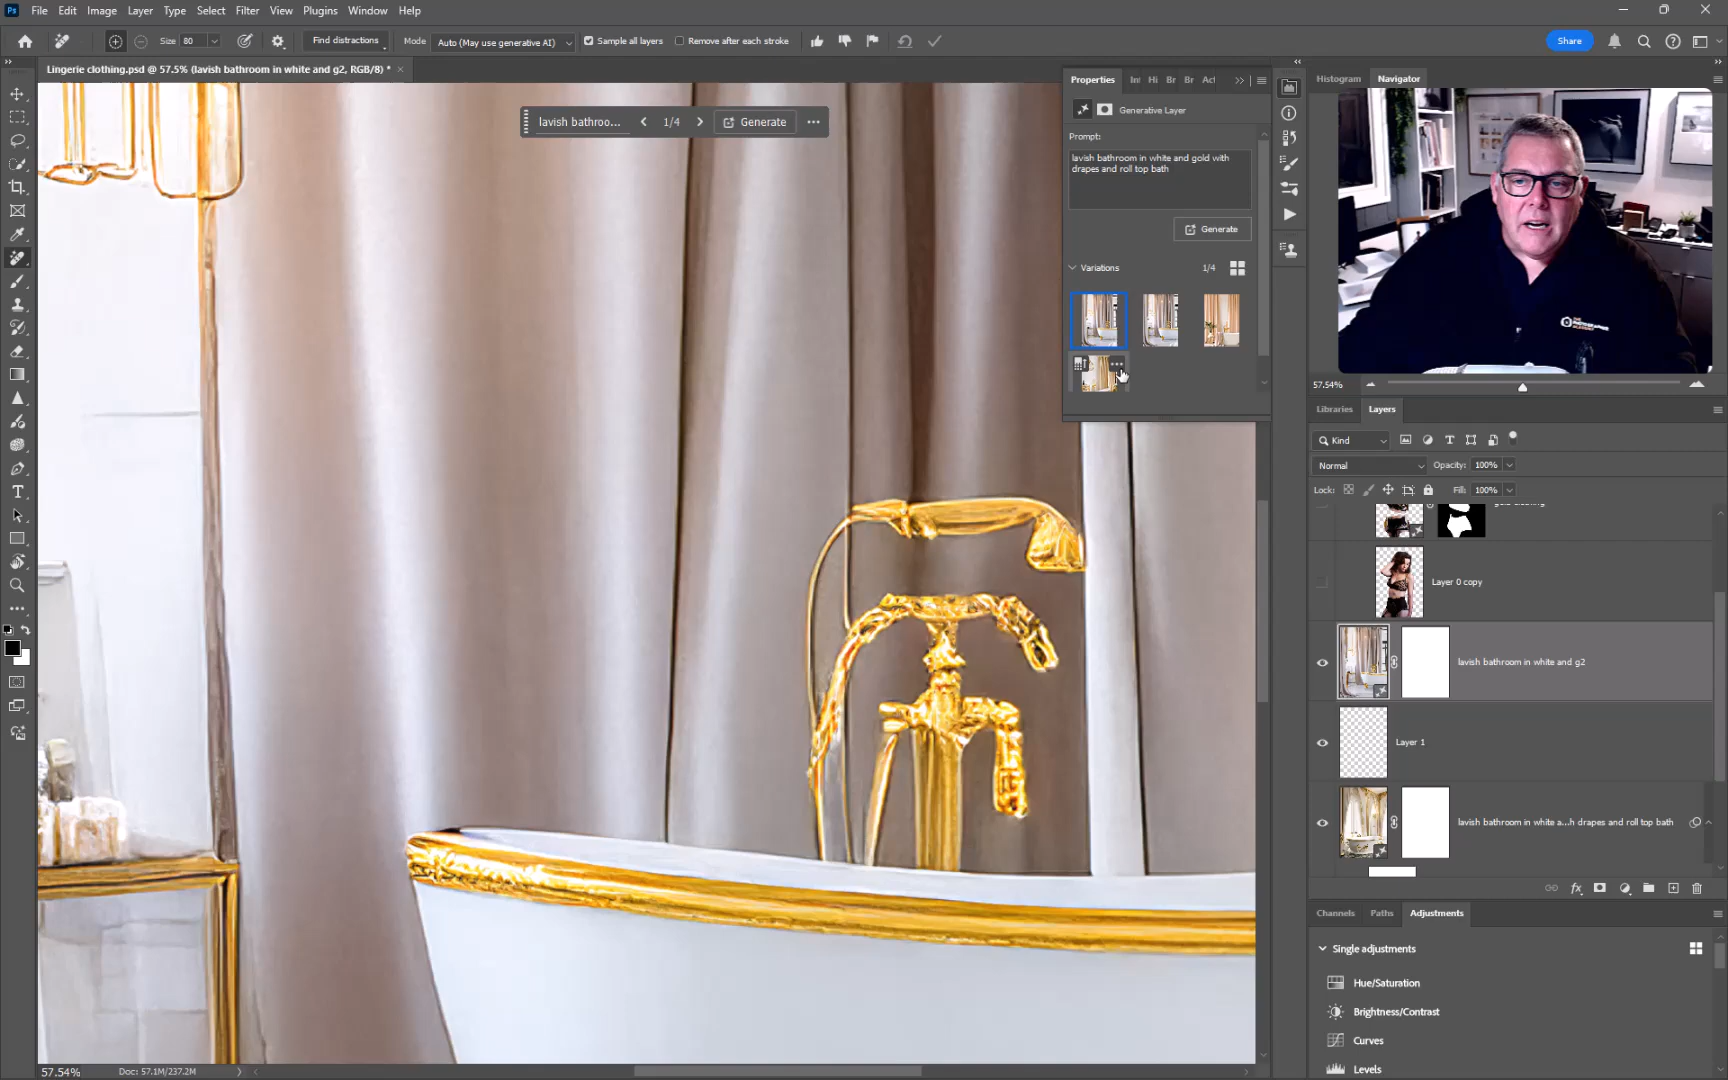 Ps File Edit Image Layer Type Select Filter View Plugins Window Help
Size 80 Find distractions Mode Auto (May use generative AI) Sample all layers Remove after each stroke Share
Lingerie clothing.psd @ 57.5% (lavish bathroom in white and g2, RGB/8) * ×
lavish bathroo... 1/4 Generate
Properties Hi Br Br
Generative Layer
Prompt:
lavish bathroom in white and gold with
drapes and roll top bath
Generate
Variations 1/4
Histogram Navigator
57.54%
Libraries Layers
Kind
Normal Opacity: 100%
Lock: Fill: 100%
Layer 0 copy
lavish bathroom in white and g2
Layer 1
lavish bathroom in white a...h drapes and roll top bath
fx
Channels Paths Adjustments
Single adjustments
Hue/Saturation
Brightness/Contrast
Curves
Levels
57.54% Doc: 57.1M/237.2M